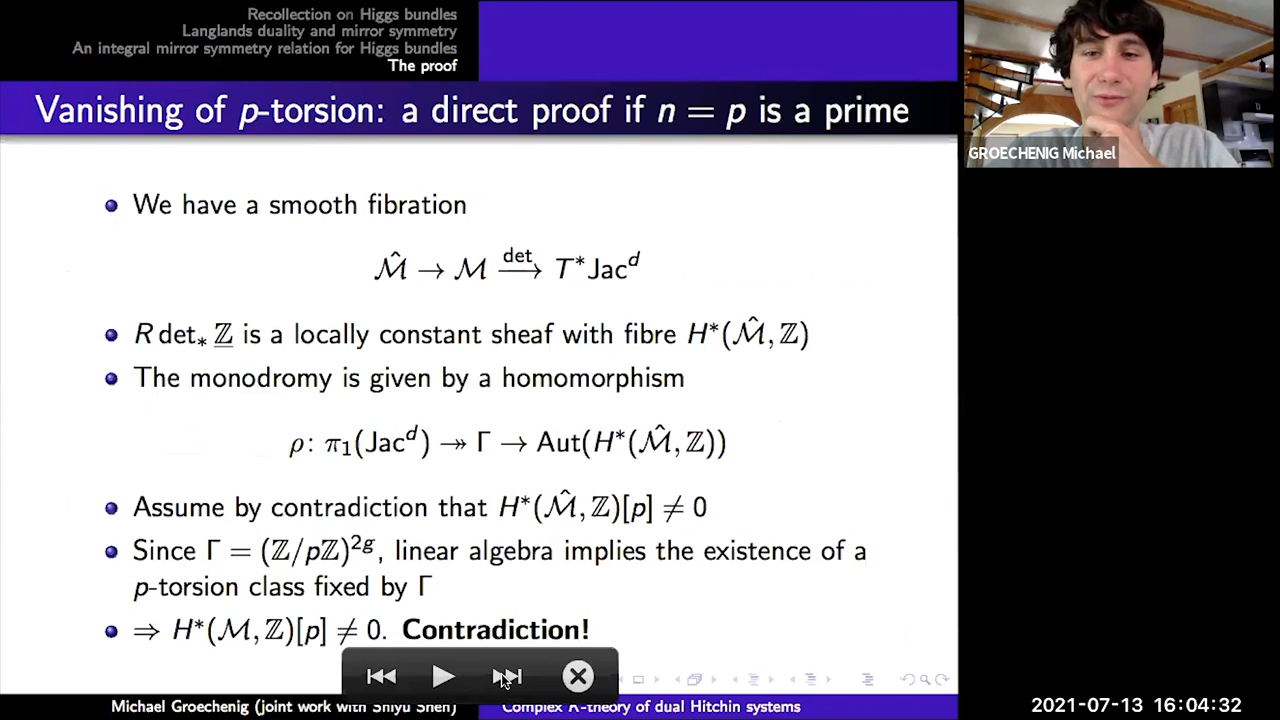 Recollection on Higgs bundles
Langlands duality and mirror symmetry
An integral mirror symmetry relation for Higgs bundles
The proof
Vanishing of p-torsion: a direct proof if n = p is a prime
GROECHENIG Michael
We have a smooth fibration
ℳ̂ → ℳ —det→ T*Jac^d
R det_* ℤ is a locally constant sheaf with fibre H*(ℳ̂, ℤ)
The monodromy is given by a homomorphism
ρ: π₁(Jac^d) ↠ Γ → Aut(H*(ℳ̂, ℤ))
Assume by contradiction that H*(ℳ̂, ℤ)[p] ≠ 0
Since Γ = (ℤ/pℤ)^{2g}, linear algebra implies the existence of a
p-torsion class fixed by Γ
⇒ H*(ℳ, ℤ)[p] ≠ 0. Contradiction!
Michael Groechenig (joint work with Shiyu Shen)
Complex K-theory of dual Hitchin systems
2021-07-13 16:04:32